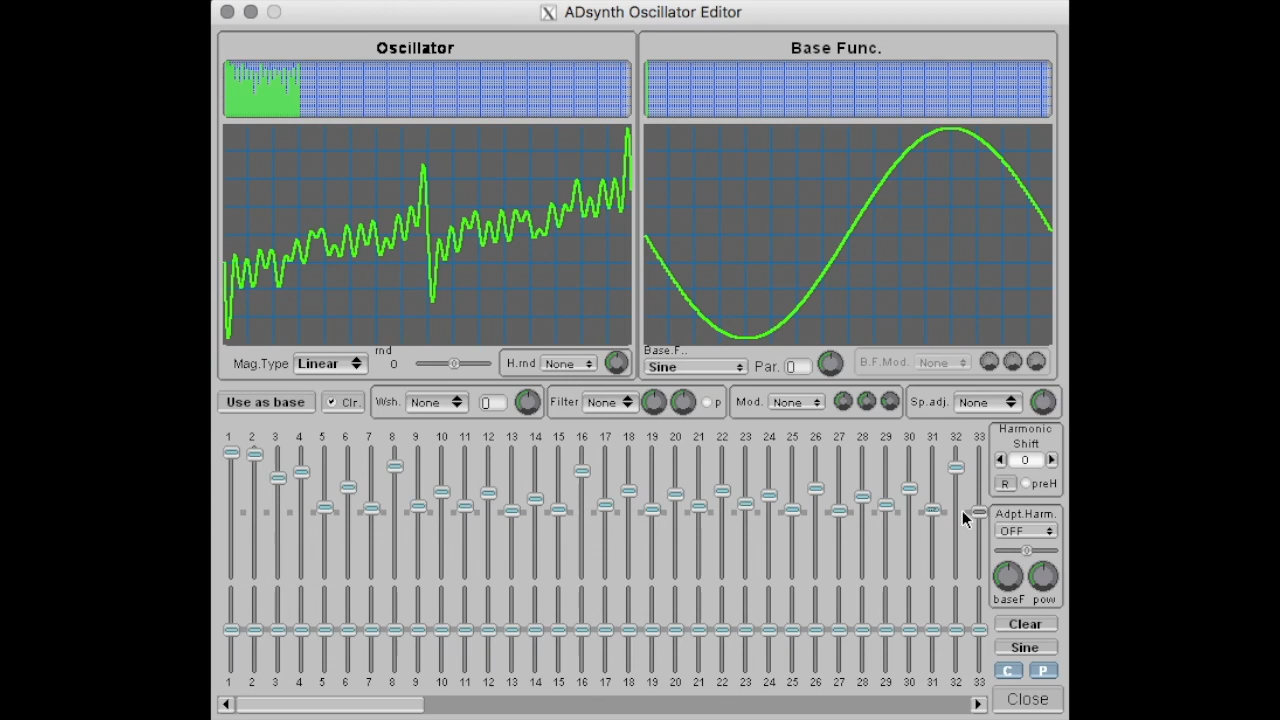 X ADsynth Oscillator Editor
Oscillator
Base Func.
Mag.Type Linear rnd 0 H.rnd None
Base.F.. Sine Par. 0 B.F.Mod. None
Use as base Clr. Wsh. None 0 Filter None p Mod. None Sp.adj. None
1 2 3 4 5 6 7 8 9 10 11 12 13 14 15 16 17 18 19 20 21 22 23 24 25 26 27 28 29 30 31 32 33
Harmonic
Shift
0
R preH
Adpt.Harm.
OFF
0
baseF pow
Clear
Sine
C P
1 2 3 4 5 6 7 8 9 10 11 12 13 14 15 16 17 18 19 20 21 22 23 24 25 26 27 28 29 30 31 32 33
Close